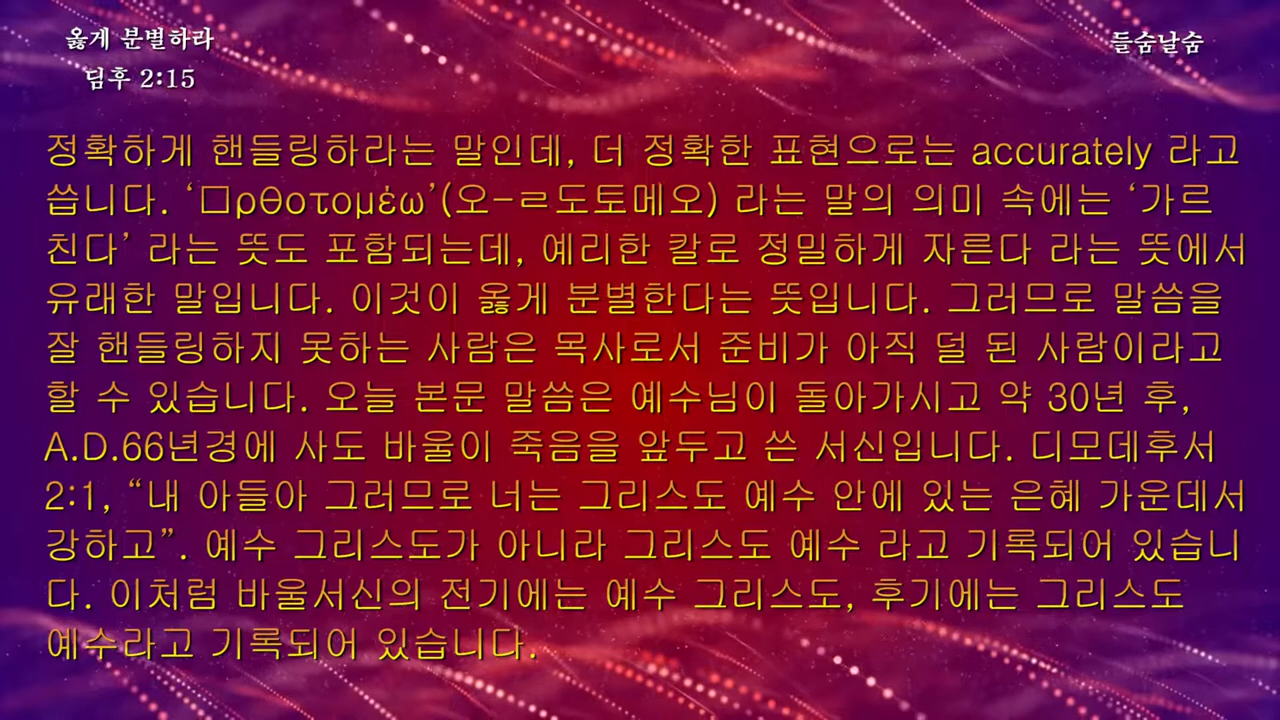 옳게 분별하라
딤후 2:15
들숨날숨
정확하게 핸들링하라는 말인데, 더 정확한 표현으로는 accurately 라고
씁니다. ‘□ρθοτομέω’(오-ㄹ도토메오) 라는 말의 의미 속에는 ‘가르
친다’ 라는 뜻도 포함되는데, 예리한 칼로 정밀하게 자른다 라는 뜻에서
유래한 말입니다. 이것이 옳게 분별한다는 뜻입니다. 그러므로 말씀을
잘 핸들링하지 못하는 사람은 목사로서 준비가 아직 덜 된 사람이라고
할 수 있습니다. 오늘 본문 말씀은 예수님이 돌아가시고 약 30년 후,
A.D.66년경에 사도 바울이 죽음을 앞두고 쓴 서신입니다. 디모데후서
2:1, “내 아들아 그러므로 너는 그리스도 예수 안에 있는 은혜 가운데서
강하고”. 예수 그리스도가 아니라 그리스도 예수 라고 기록되어 있습니
다. 이처럼 바울서신의 전기에는 예수 그리스도, 후기에는 그리스도
예수라고 기록되어 있습니다.